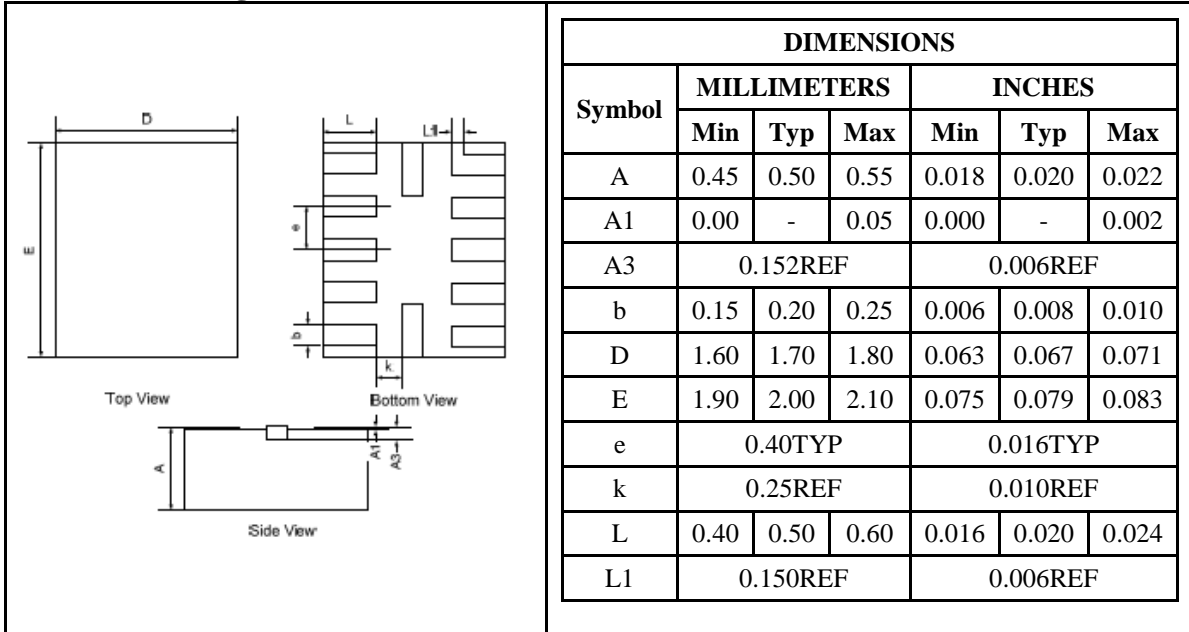 D
E
Top View
L
L1
e
b
k
Bottom View
A
A1
A3
Side View
DIMENSIONS
Symbol MILLIMETERS INCHES
Min Typ Max Min Typ Max
A 0.45 0.50 0.55 0.018 0.020 0.022
A1 0.00 - 0.05 0.000 - 0.002
A3 0.152REF 0.006REF
b 0.15 0.20 0.25 0.006 0.008 0.010
D 1.60 1.70 1.80 0.063 0.067 0.071
E 1.90 2.00 2.10 0.075 0.079 0.083
e 0.40TYP 0.016TYP
k 0.25REF 0.010REF
L 0.40 0.50 0.60 0.016 0.020 0.024
L1 0.150REF 0.006REF